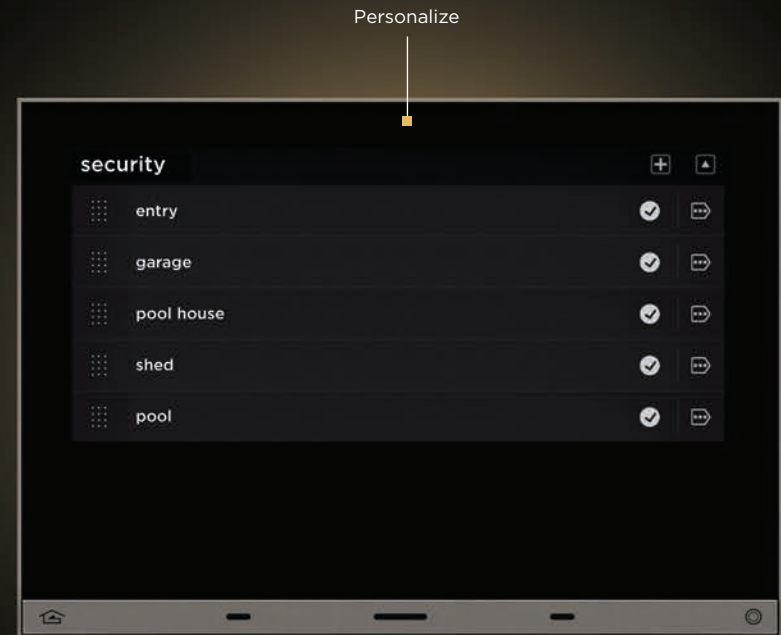 Personalize
security
entry
garage
pool house
shed
pool